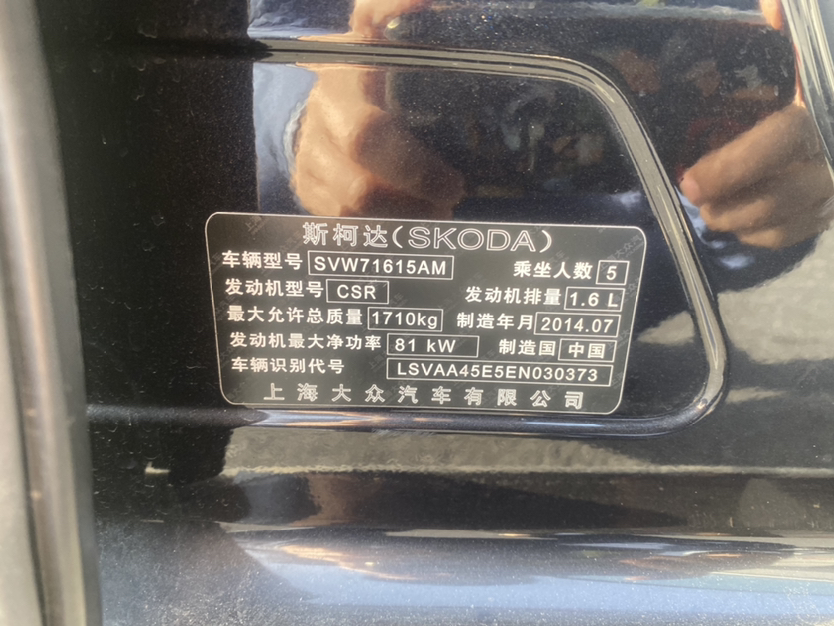 斯柯达(SKODA)
车辆型号 SVW71615AM 乘坐人数 5
发动机型号 CSR 发动机排量 1.6 L
最大允许总质量 1710kg 制造年月 2014.07
发动机最大净功率 81 kW 制造国 中国
车辆识别代号 LSVAA45E5EN030373
上海大众汽车有限公司